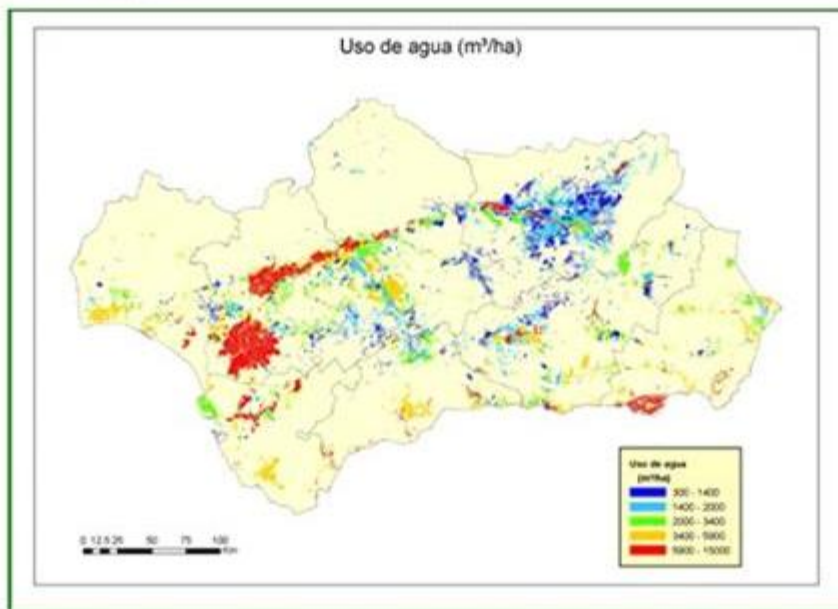 Uso de agua (m³/ha)
Uso de agua
(m³/ha)
300 - 1400
1400 - 2000
2000 - 3400
3400 - 5900
5900 - 15000
0 12.5 25 50 75 100
Km